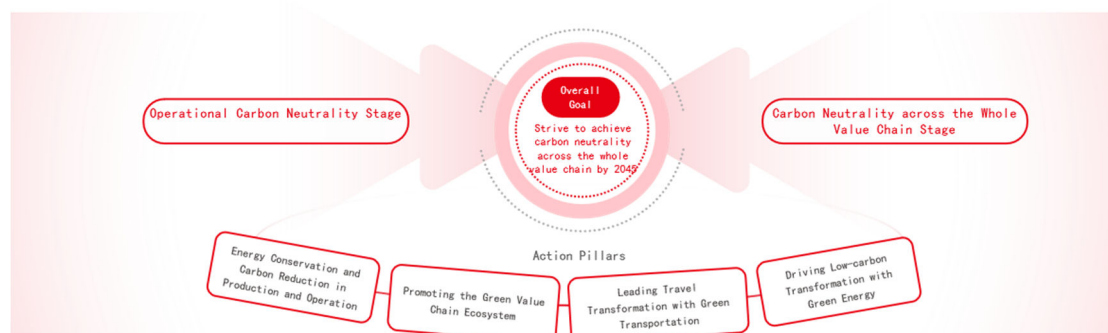 Overall
Goal
Strive to achieve
carbon neutrality
across the whole
value chain by 2045
Operational Carbon Neutrality Stage
Carbon Neutrality across the Whole
Value Chain Stage
Action Pillars
Energy Conservation and
Carbon Reduction in
Production and Operation
Promoting the Green Value
Chain Ecosystem
Leading Travel
Transformation with Green
Transportation
Driving Low-carbon
Transformation with
Green Energy